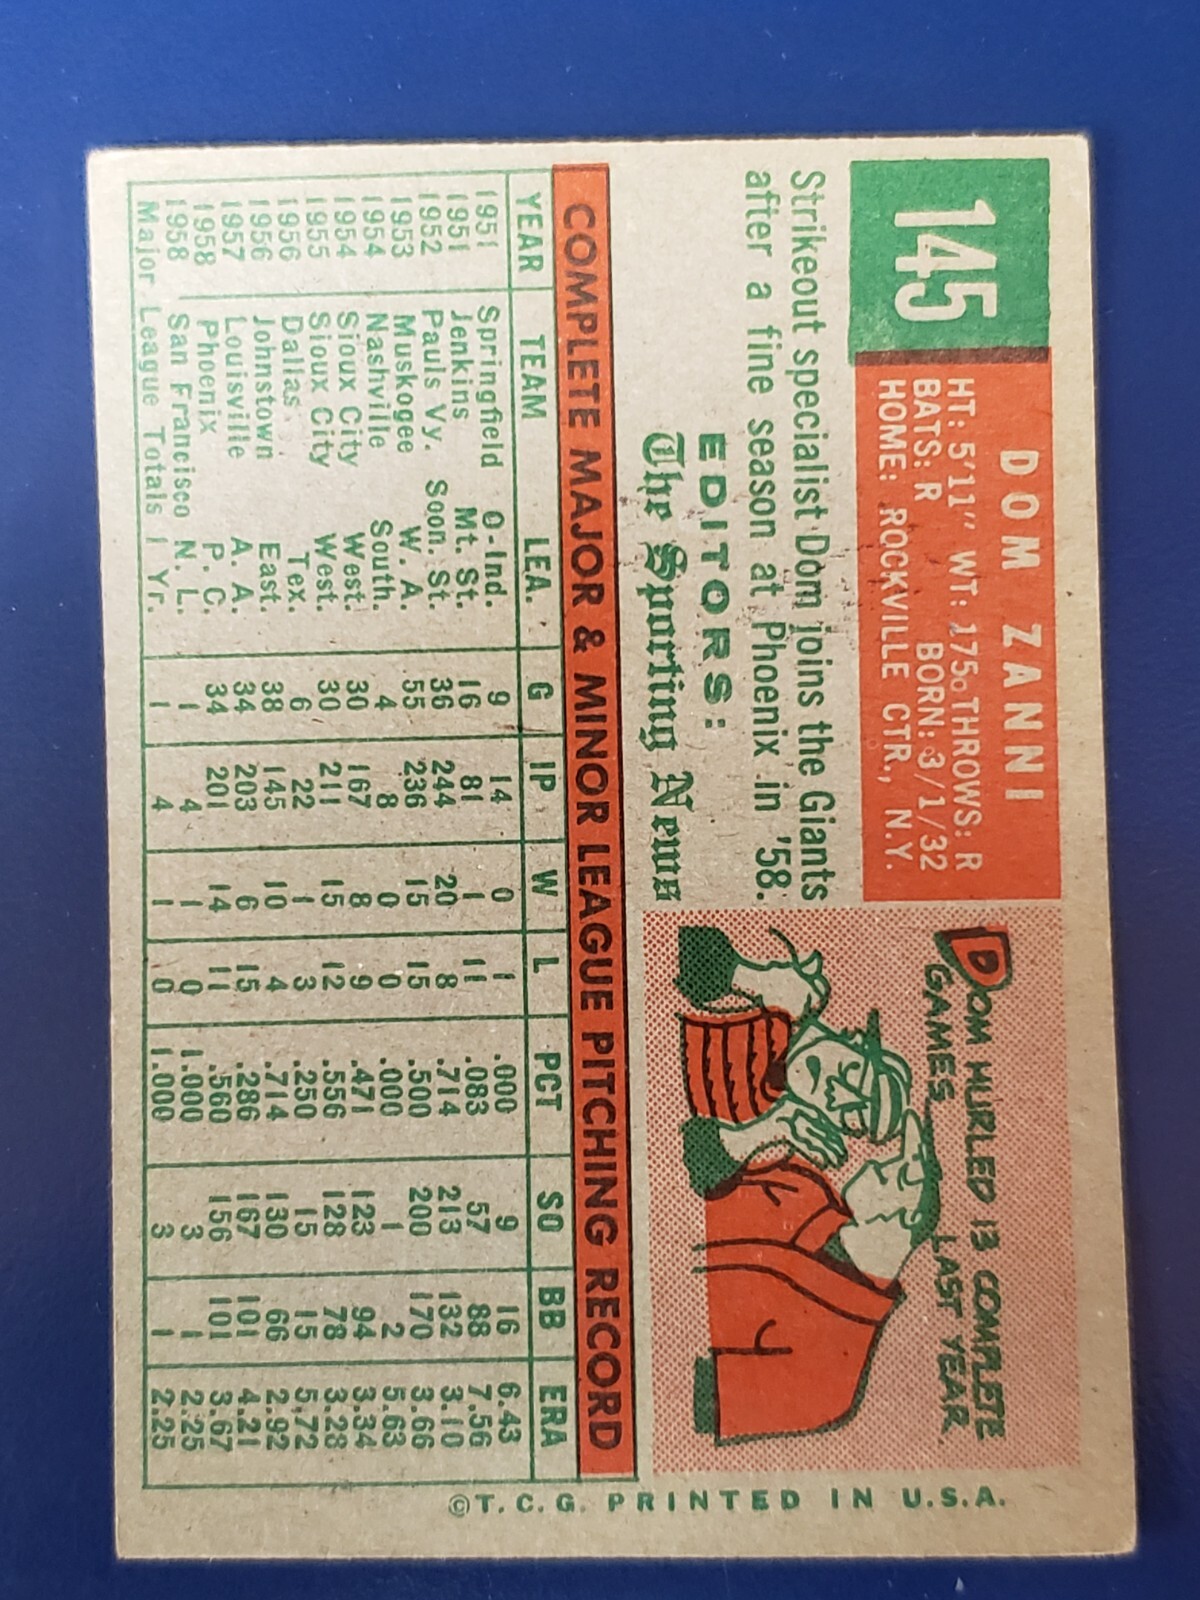 145
DOM ZANNI
HT: 5'11" WT: 175 THROWS: R
BATS: R BORN: 3/1/32
HOME: ROCKVILLE CTR., N.Y.
Strikeout specialist Dom joins the Giants
after a fine season at Phoenix in '58.
EDITORS:
The Sporting News
DOM HURLED 13 COMPLETE
GAMES LAST YEAR.
COMPLETE MAJOR & MINOR LEAGUE PITCHING RECORD
YEAR TEAM LEA. G IP W L PCT SO BB ERA
1951 Springfield O-Ind. 9 14 0 1 .000 9 16 6.43
1951 Jenkins Mt. St. 16 81 1 11 .083 57 88 7.56
1952 Pauls Vy. Soon. St. 36 244 20 8 .714 213 132 3.10
1953 Muskogee W. A. 55 236 15 15 .500 200 170 3.66
1954 Nashville South. 4 8 0 0 .000 1 2 5.63
1954 Sioux City West. 30 167 8 9 .471 123 94 3.34
1955 Sioux City West. 30 211 15 12 .556 128 78 3.28
1956 Dallas Tex. 6 22 1 3 .250 15 15 5.72
1956 Johnstown East. 38 145 10 4 .714 130 66 2.92
1957 Louisville A. A. 34 203 6 15 .286 167 101 4.21
1958 Phoenix P. C. 34 201 14 11 .560 156 101 3.67
1958 San Francisco N. L. 1 4 1 0 1.000 3 1 2.25
Major League Totals 1 Yr. 1 4 1 0 1.000 3 1 2.25
©T.C.G. PRINTED IN U.S.A.